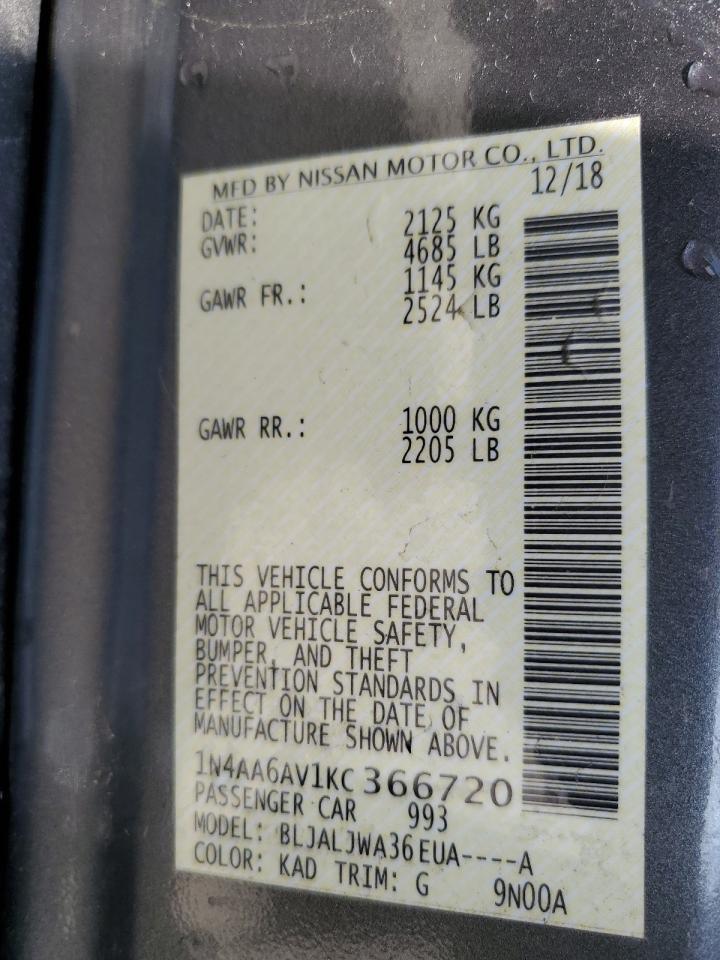 MFD BY NISSAN MOTOR CO., LTD.
DATE: 12/18
GVWR: 2125 KG
4685 LB
GAWR FR.: 1145 KG
2524 LB
GAWR RR.: 1000 KG
2205 LB
THIS VEHICLE CONFORMS TO
ALL APPLICABLE FEDERAL
MOTOR VEHICLE SAFETY,
BUMPER, AND THEFT
PREVENTION STANDARDS IN
EFFECT ON THE DATE OF
MANUFACTURE SHOWN ABOVE.
1N4AA6AV1KC 366720
PASSENGER CAR 993
MODEL: BLJALJWA36EUA----A
COLOR: KAD TRIM: G 9N00A